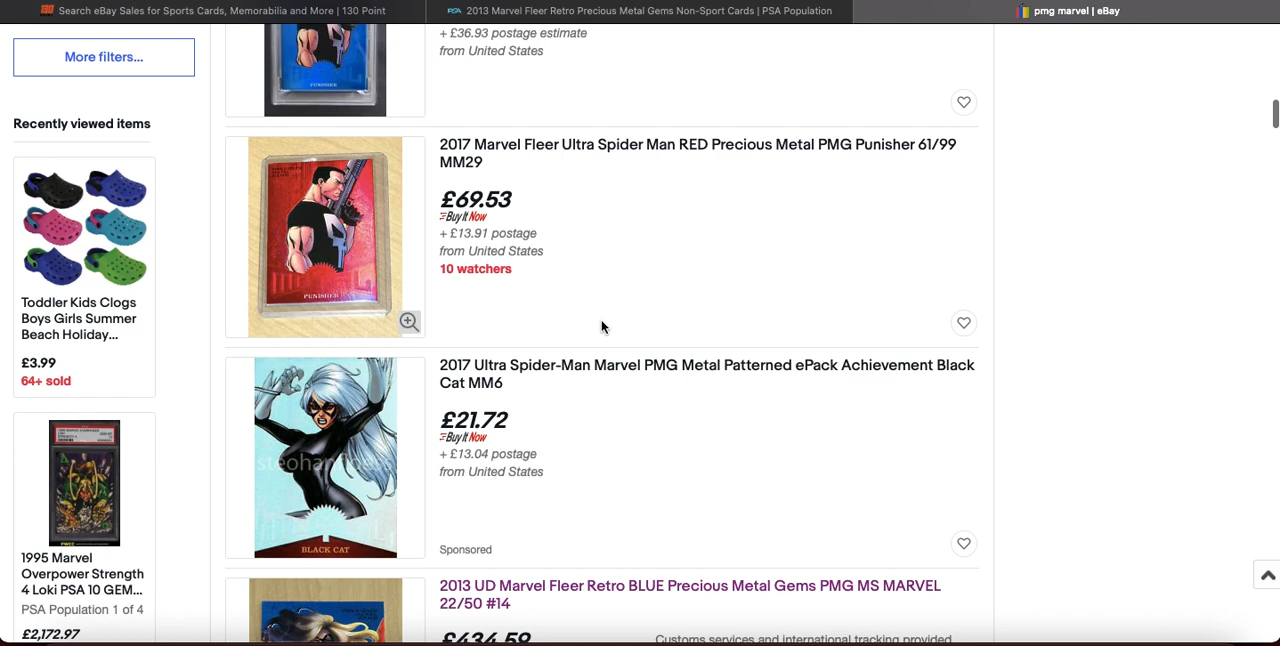 Search eBay Sales for Sports Cards, Memorabilia and More | 130 Point
PSA 2013 Marvel Fleer Retro Precious Metal Gems Non-Sport Cards | PSA Population
pmg marvel | eBay
More filters...
Recently viewed items
Toddler Kids Clogs
Boys Girls Summer
Beach Holiday...
£3.99
64+ sold
1995 Marvel
Overpower Strength
4 Loki PSA 10 GEM...
PSA Population 1 of 4
£2,172.97
PUNISHER
+ £36.93 postage estimate
from United States
PUNISHER
2017 Marvel Fleer Ultra Spider Man RED Precious Metal PMG Punisher 61/99
MM29
£69.53
Buy It Now
+ £13.91 postage
from United States
10 watchers
BLACK CAT
2017 Ultra Spider-Man Marvel PMG Metal Patterned ePack Achievement Black
Cat MM6
£21.72
Buy It Now
+ £13.04 postage
from United States
Sponsored
2013 UD Marvel Fleer Retro BLUE Precious Metal Gems PMG MS MARVEL
22/50 #14
£434.59
Customs services and international tracking provided